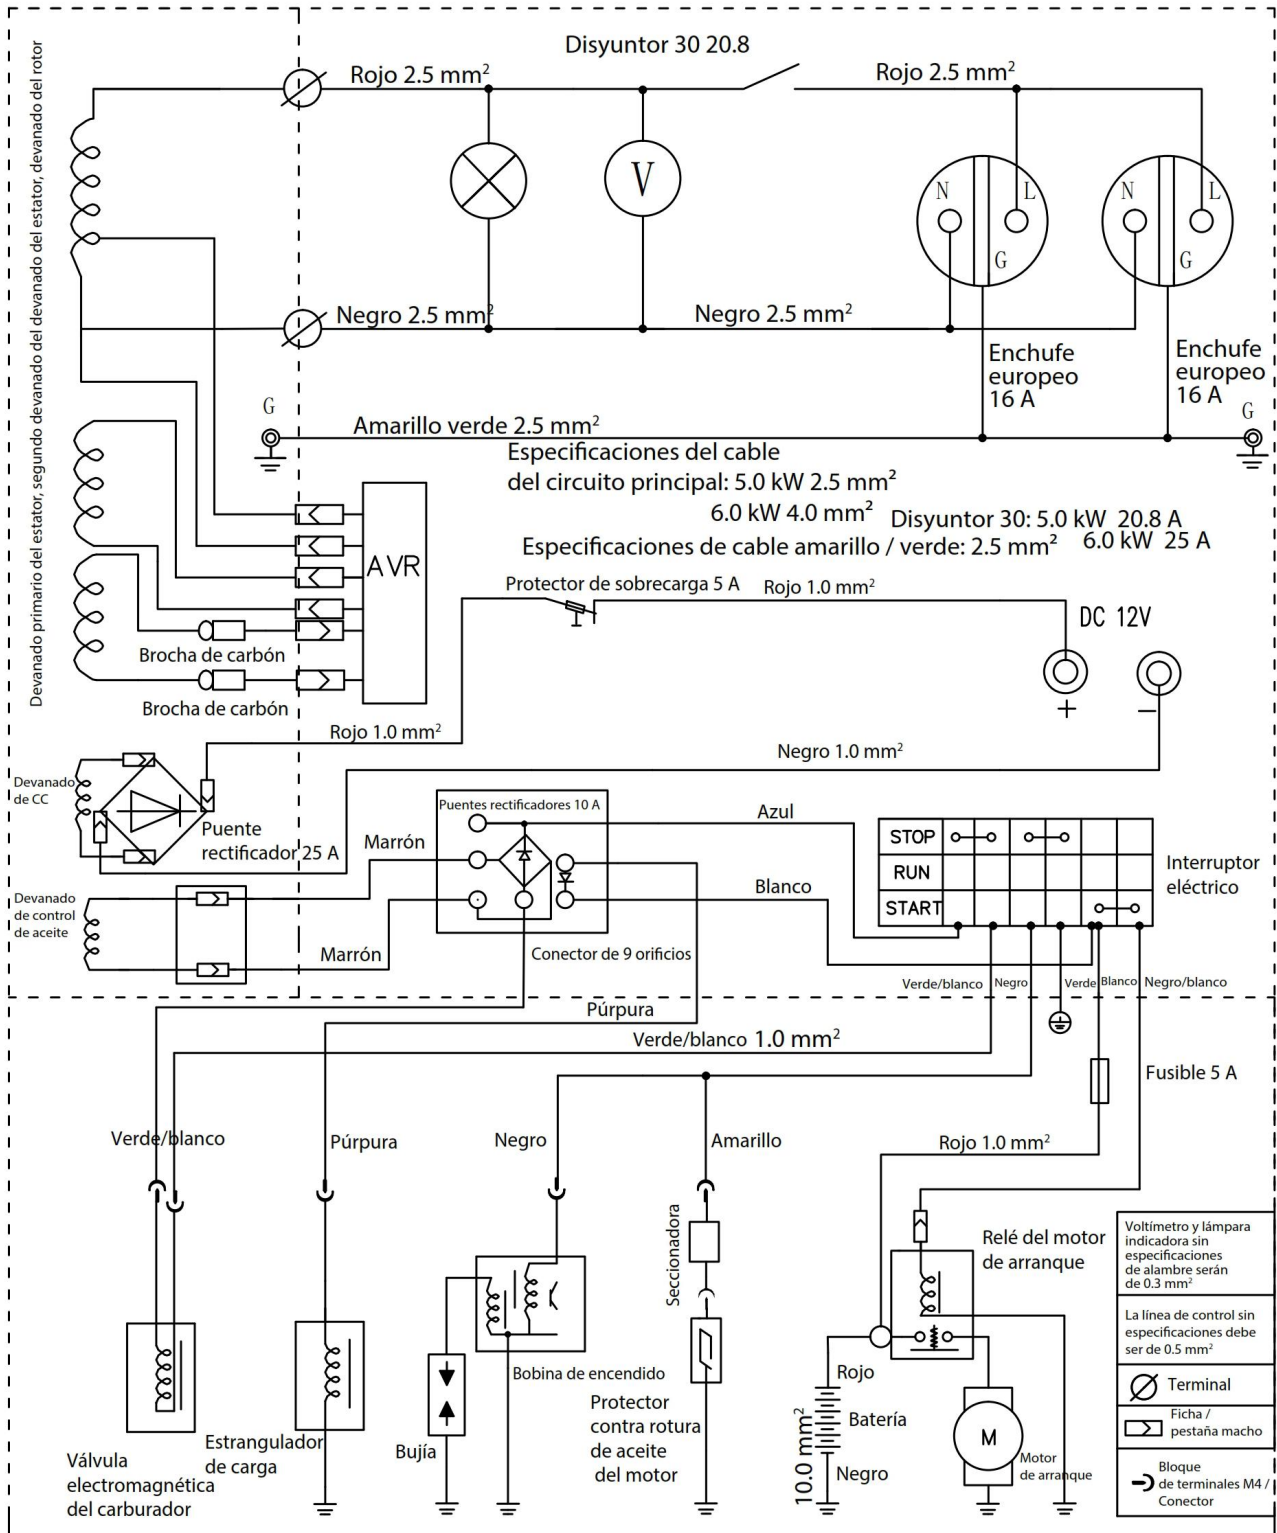 Devanado primario del estator, segundo devanado del devanado del estator, devanado del rotor
Disyuntor 30 20.8
Rojo 2.5 mm²
Rojo 2.5 mm²
V
N
L
G
N
L
G
Negro 2.5 mm²
Negro 2.5 mm²
Enchufe
europeo
16 A
Enchufe
europeo
16 A
G
G
Amarillo verde 2.5 mm²
Especificaciones del cable
del circuito principal: 5.0 kW 2.5 mm²
6.0 kW 4.0 mm²
Disyuntor 30: 5.0 kW 20.8 A
6.0 kW 25 A
Especificaciones de cable amarillo / verde: 2.5 mm²
AVR
Protector de sobrecarga 5 A
Rojo 1.0 mm²
DC 12V
+
−
Brocha de carbón
Brocha de carbón
Rojo 1.0 mm²
Negro 1.0 mm²
Devanado
de CC
Puente
rectificador 25 A
Puentes rectificadores 10 A
Azul
Marrón
Blanco
STOP
RUN
START
Interruptor
eléctrico
Devanado
de control
de aceite
Marrón
Conector de 9 orificios
Verde/blanco
Negro
Verde
Blanco
Negro/blanco
Púrpura
Verde/blanco 1.0 mm²
Fusible 5 A
Verde/blanco
Púrpura
Negro
Amarillo
Rojo 1.0 mm²
Seccionadora
Relé del motor
de arranque
Voltímetro y lámpara
indicadora sin
especificaciones
de alambre serán
de 0.3 mm²
La línea de control sin
especificaciones debe
ser de 0.5 mm²
Terminal
Ficha /
pestaña macho
Bloque
de terminales M4 /
Conector
Bobina de encendido
Protector
contra rotura
de aceite
del motor
Rojo
Batería
Negro
10.0 mm²
M
Motor
de arranque
Bujía
Estrangulador
de carga
Válvula
electromagnética
del carburador